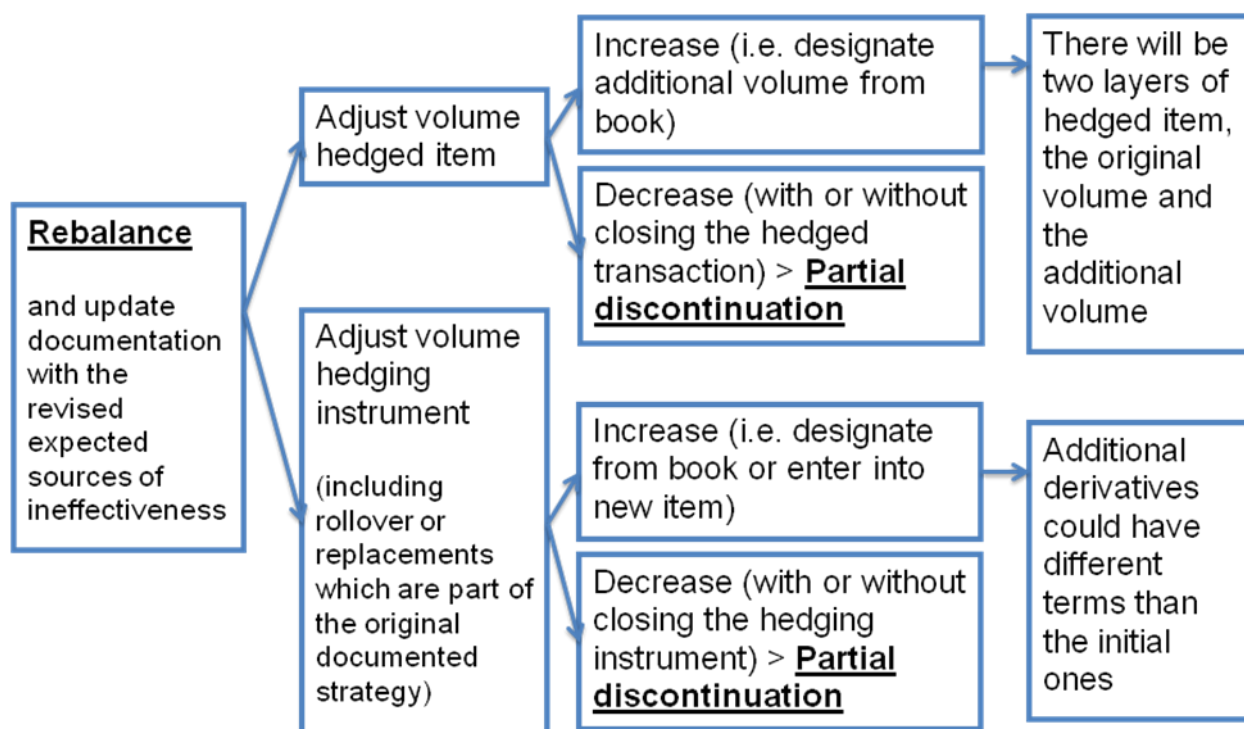 Rebalance
and update
documentation
with the
revised
expected
sources of
ineffectiveness
Adjust volume
hedged item
Increase (i.e. designate
additional volume from
book)
There will be
two layers of
hedged item,
the original
volume and
the
additional
volume
Decrease (with or without
closing the hedged
transaction) > Partial
discontinuation
Adjust volume
hedging
instrument
(including
rollover or
replacements
which are part of
the original
documented
strategy)
Increase (i.e. designate
from book or enter into
new item)
Additional
derivatives
could have
different
terms than
the initial
ones
Decrease (with or without
closing the hedging
instrument) > Partial
discontinuation